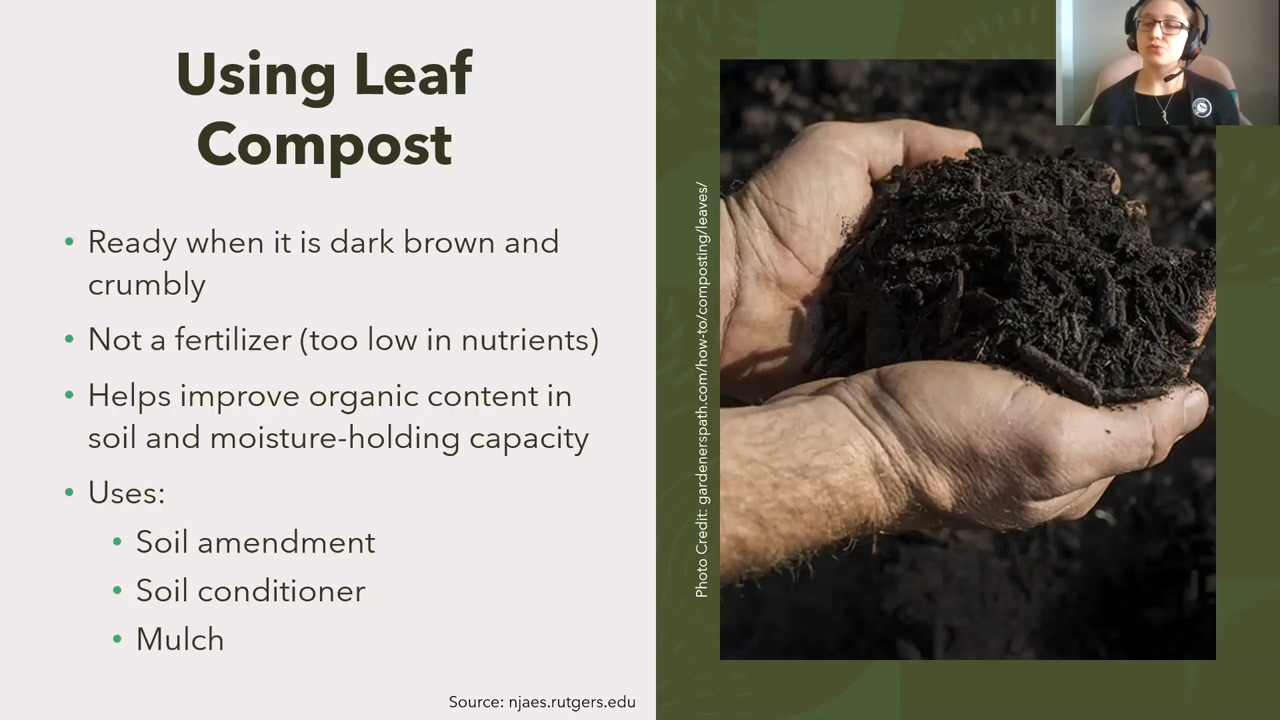 Using Leaf
Compost
• Ready when it is dark brown and
crumbly
• Not a fertilizer (too low in nutrients)
• Helps improve organic content in
soil and moisture-holding capacity
• Uses:
• Soil amendment
• Soil conditioner
• Mulch
Source: njaes.rutgers.edu
Photo Credit: gardenerspath.com/how-to/composting/leaves/